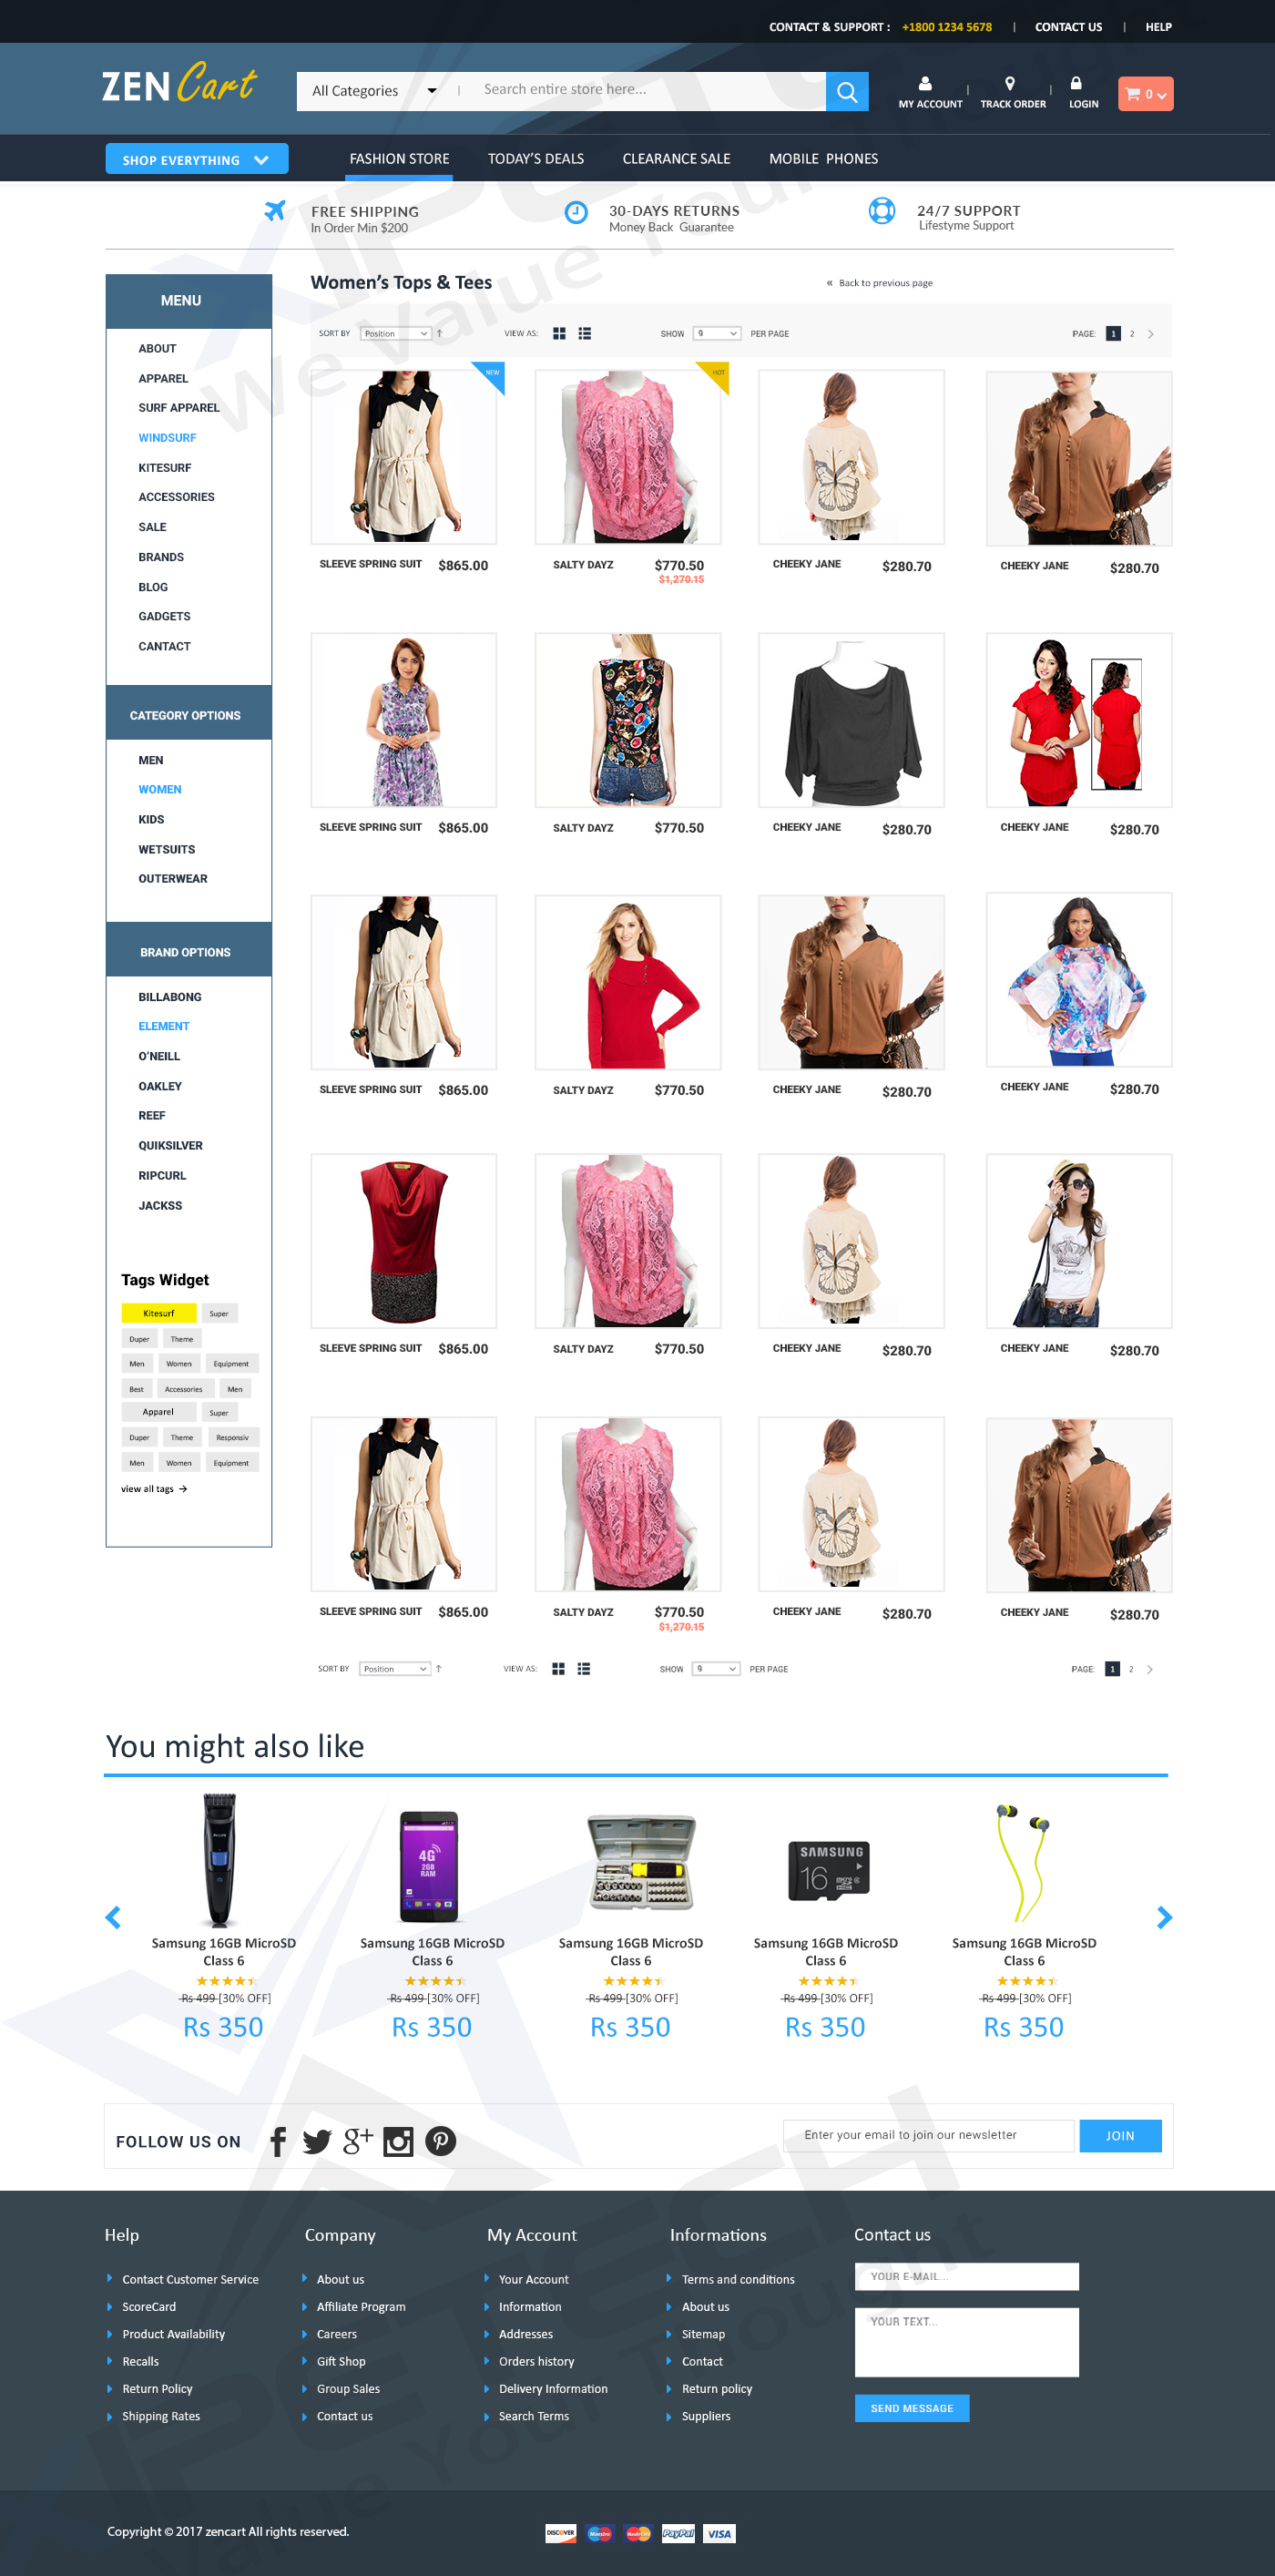 CONTACT & SUPPORT : +1800 1234 5678 | CONTACT US | HELP
ZEN Cart
All Categories | Search entire store here...
MY ACCOUNT | TRACK ORDER | LOGIN
0
SHOP EVERYTHING
FASHION STORE TODAY'S DEALS CLEARANCE SALE MOBILE PHONES
FREE SHIPPING
In Order Min $200
30-DAYS RETURNS
Money Back Guarantee
24/7 SUPPORT
Lifestyme Support
MENU
ABOUT
APPAREL
SURF APPAREL
WINDSURF
KITESURF
ACCESSORIES
SALE
BRANDS
BLOG
GADGETS
CANTACT
CATEGORY OPTIONS
MEN
WOMEN
KIDS
WETSUITS
OUTERWEAR
BRAND OPTIONS
BILLABONG
ELEMENT
O'NEILL
OAKLEY
REEF
QUIKSILVER
RIPCURL
JACKSS
Tags Widget
Kitesurf Super
Duper Theme
Men Women Equipment
Best Accessories Men
Apparel Super
Duper Theme Responsiv
Men Women Equipment
view all tags →
Women's Tops & Tees
« Back to previous page
SORT BY Position ↑ VIEW AS: SHOW 9 PER PAGE PAGE: 1 2 >
NEW
HOT
SLEEVE SPRING SUIT $865.00
SALTY DAYZ $770.50
$1,270.15
CHEEKY JANE $280.70
CHEEKY JANE $280.70
SLEEVE SPRING SUIT $865.00
SALTY DAYZ $770.50
CHEEKY JANE $280.70
CHEEKY JANE $280.70
SLEEVE SPRING SUIT $865.00
SALTY DAYZ $770.50
CHEEKY JANE $280.70
CHEEKY JANE $280.70
SLEEVE SPRING SUIT $865.00
SALTY DAYZ $770.50
CHEEKY JANE $280.70
CHEEKY JANE $280.70
SLEEVE SPRING SUIT $865.00
SALTY DAYZ $770.50
$1,270.15
CHEEKY JANE $280.70
CHEEKY JANE $280.70
SORT BY Position ↑ VIEW AS: SHOW 9 PER PAGE PAGE: 1 2 >
You might also like
PHILIPS
4G
2GB
RAM
SAMSUNG
16
Samsung 16GB MicroSD
Class 6
Rs 499 [30% OFF]
Rs 350
Samsung 16GB MicroSD
Class 6
Rs 499 [30% OFF]
Rs 350
Samsung 16GB MicroSD
Class 6
Rs 499 [30% OFF]
Rs 350
Samsung 16GB MicroSD
Class 6
Rs 499 [30% OFF]
Rs 350
Samsung 16GB MicroSD
Class 6
Rs 499 [30% OFF]
Rs 350
FOLLOW US ON
Enter your email to join our newsletter
JOIN
Help
Contact Customer Service
ScoreCard
Product Availability
Recalls
Return Policy
Shipping Rates
Company
About us
Affiliate Program
Careers
Gift Shop
Group Sales
Contact us
My Account
Your Account
Information
Addresses
Orders history
Delivery Information
Search Terms
Informations
Terms and conditions
About us
Sitemap
Contact
Return policy
Suppliers
Contact us
YOUR E-MAIL...
YOUR TEXT...
SEND MESSAGE
Copyright © 2017 zencart All rights reserved.
DISCOVER Maestro MasterCard PayPal VISA
We Value Your